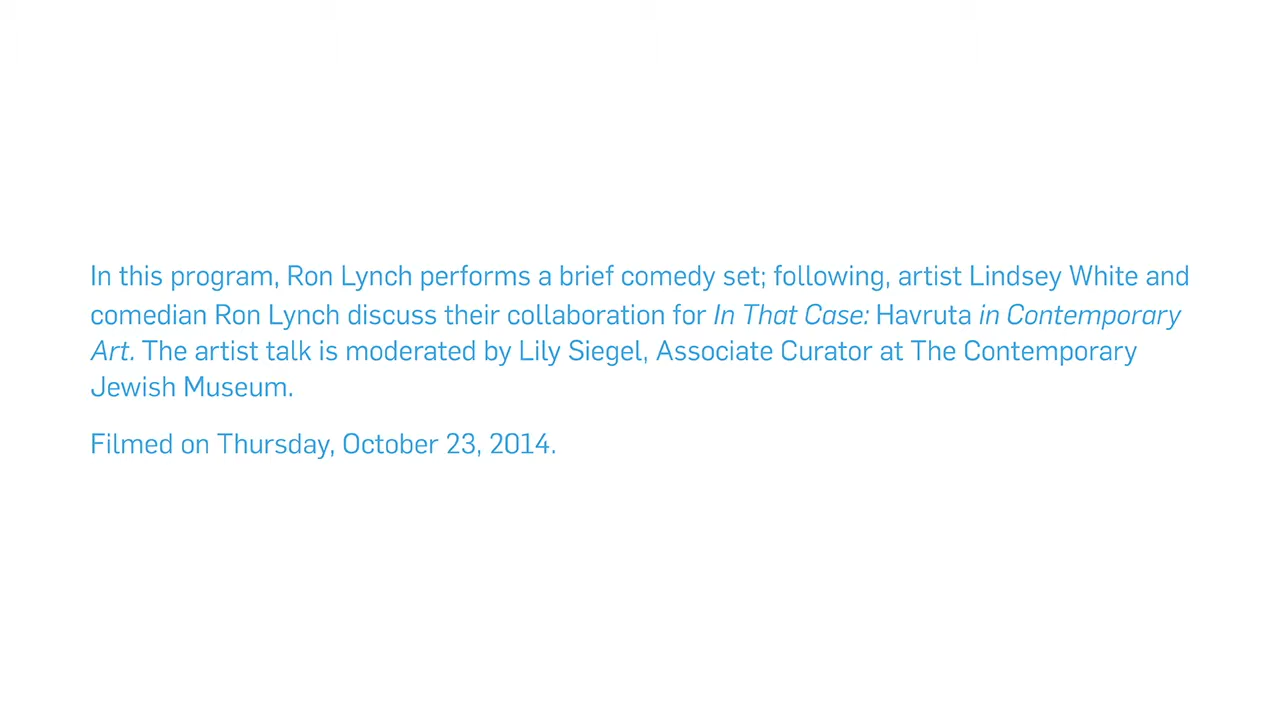 In this program, Ron Lynch performs a brief comedy set; following, artist Lindsey White and
comedian Ron Lynch discuss their collaboration for In That Case: Havruta in Contemporary
Art. The artist talk is moderated by Lily Siegel, Associate Curator at The Contemporary
Jewish Museum.
Filmed on Thursday, October 23, 2014.